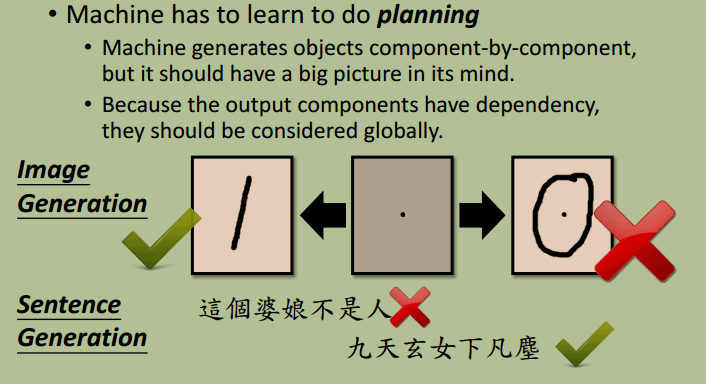 • Machine has to learn to do planning
• Machine generates objects component-by-component,
but it should have a big picture in its mind.
• Because the output components have dependency,
they should be considered globally.
Image
Generation
Sentence
Generation
這個婆娘不是人
九天玄女下凡塵